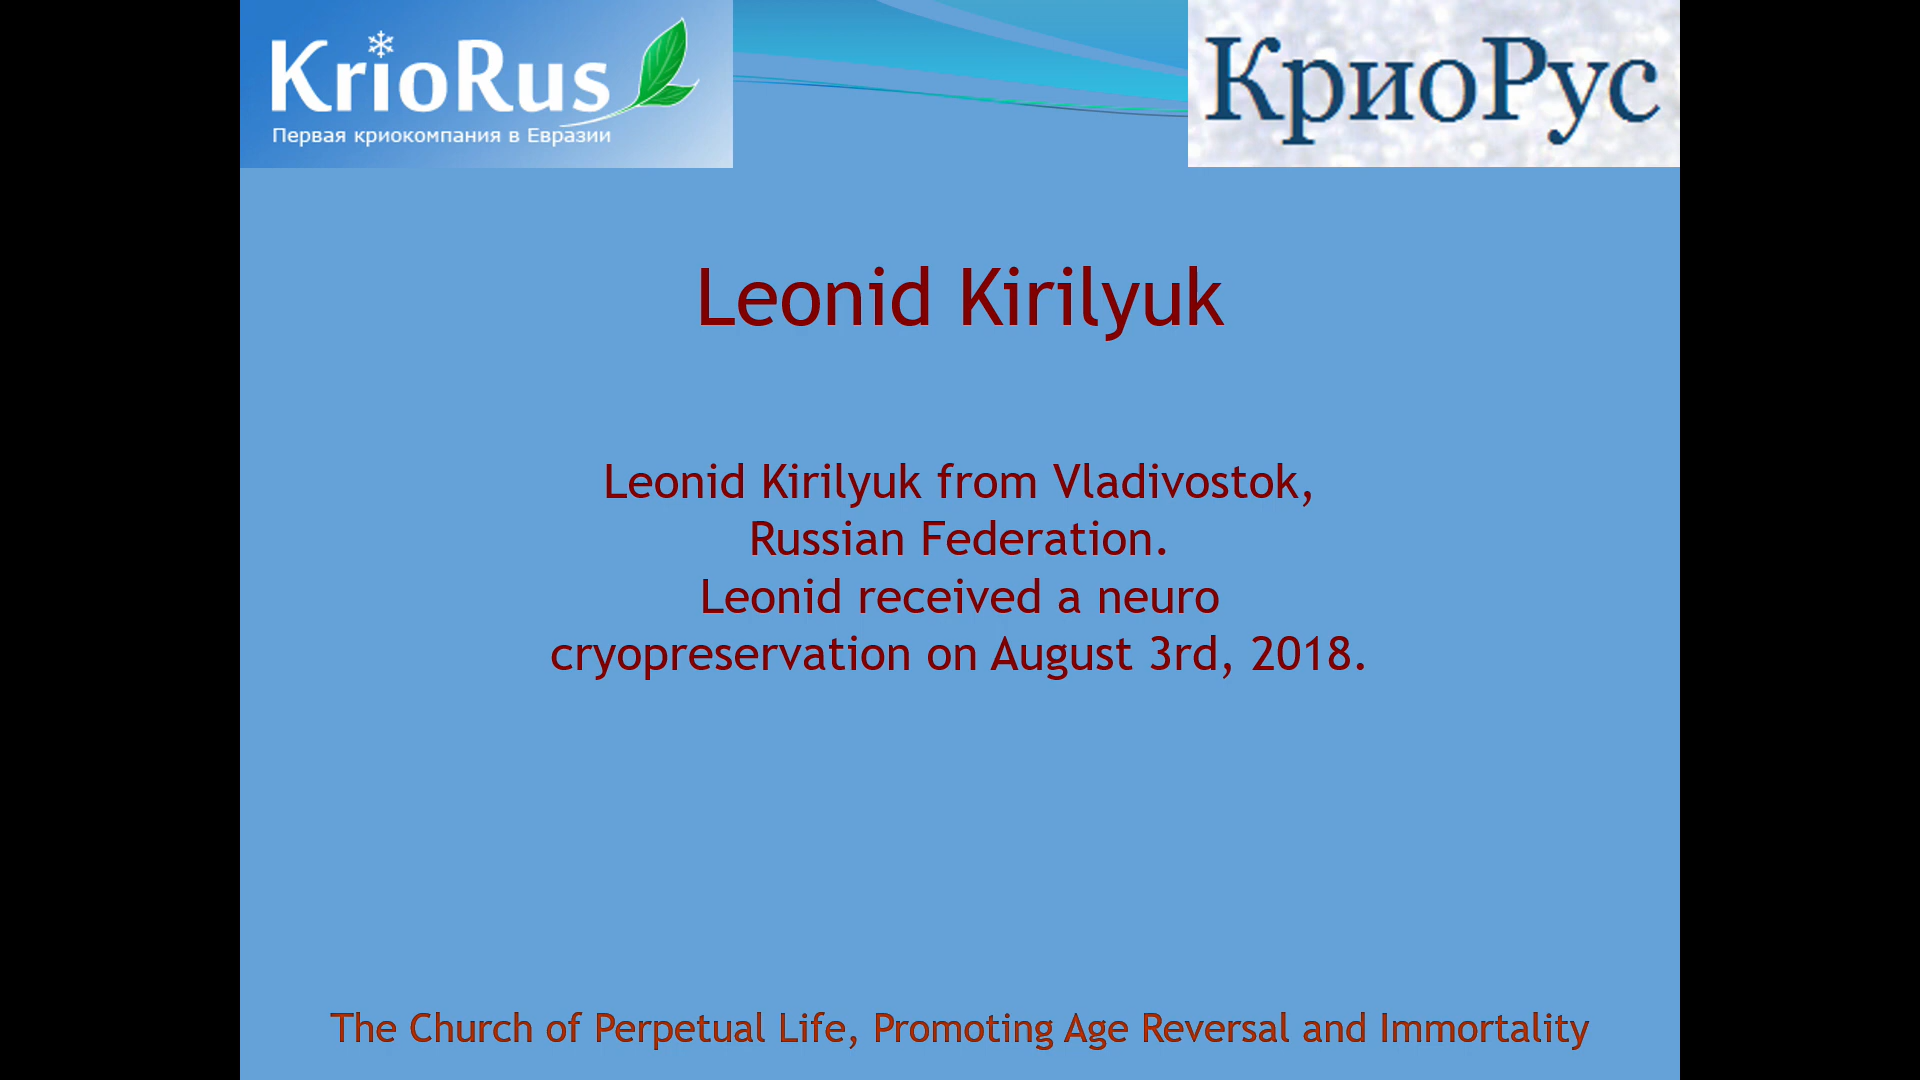 KrioRus
Первая криокомпания в Евразии
КриоРус
Leonid Kirilyuk
Leonid Kirilyuk from Vladivostok,
Russian Federation.
Leonid received a neuro
cryopreservation on August 3rd, 2018.
The Church of Perpetual Life, Promoting Age Reversal and Immortality